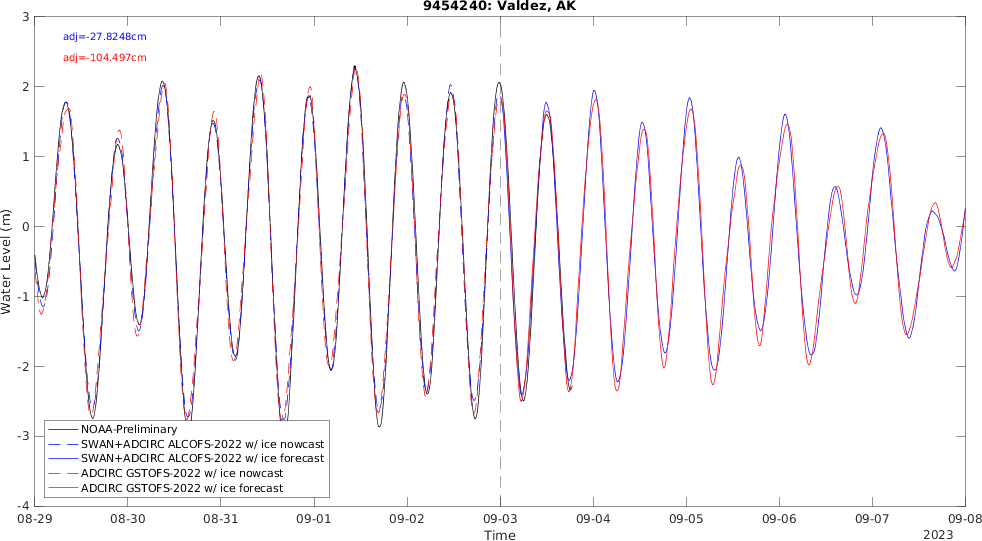 9454240: Valdez, AK
3
adj=-27.8248cm
adj=-104.497cm
2
1
0
-1
-2
-3
-4
Water Level (m)
NOAA-Preliminary
SWAN+ADCIRC ALCOFS-2022 w/ ice nowcast
SWAN+ADCIRC ALCOFS-2022 w/ ice forecast
ADCIRC GSTOFS-2022 w/ ice nowcast
ADCIRC GSTOFS-2022 w/ ice forecast
08-29 08-30 08-31 09-01 09-02 09-03 09-04 09-05 09-06 09-07 09-08
Time
2023